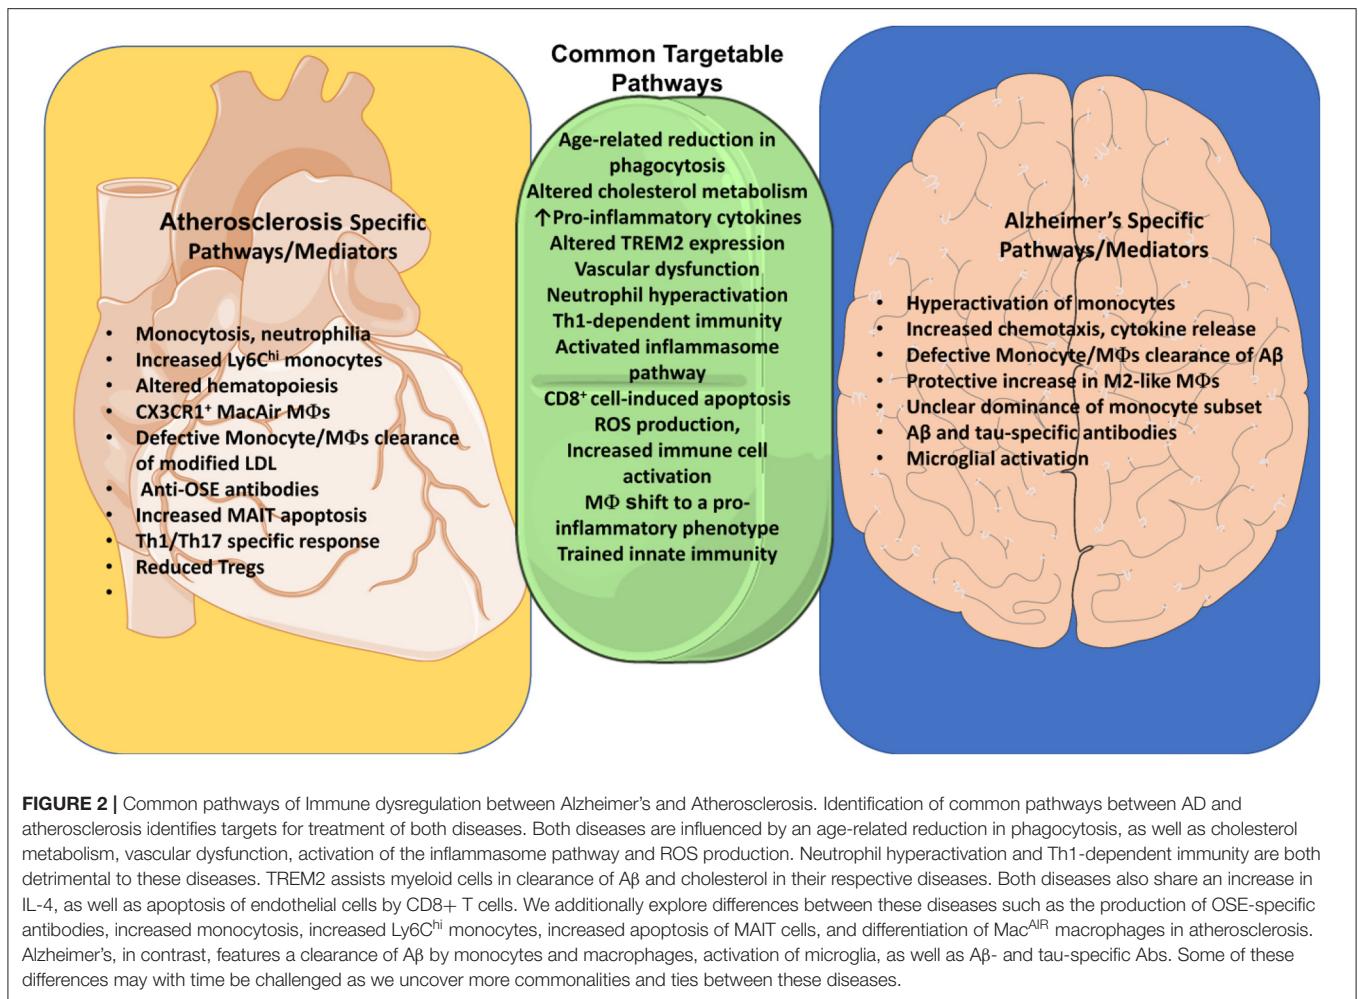 Common Targetable
Pathways
Atherosclerosis Specific
Pathways/Mediators
• Monocytosis, neutrophilia
• Increased Ly6Cʰⁱ monocytes
• Altered hematopoiesis
• CX3CR1⁺ MacAir MΦs
• Defective Monocyte/MΦs clearance
of modified LDL
• Anti-OSE antibodies
• Increased MAIT apoptosis
• Th1/Th17 specific response
• Reduced Tregs
•
Age-related reduction in
phagocytosis
Altered cholesterol metabolism
↑Pro-inflammatory cytokines
Altered TREM2 expression
Vascular dysfunction
Neutrophil hyperactivation
Th1-dependent immunity
Activated inflammasome
pathway
CD8⁺ cell-induced apoptosis
ROS production,
Increased immune cell
activation
MΦ shift to a pro-
inflammatory phenotype
Trained innate immunity
Alzheimer's Specific
Pathways/Mediators
• Hyperactivation of monocytes
• Increased chemotaxis, cytokine release
• Defective Monocyte/MΦs clearance of Aβ
• Protective increase in M2-like MΦs
• Unclear dominance of monocyte subset
• Aβ and tau-specific antibodies
• Microglial activation
FIGURE 2 | Common pathways of Immune dysregulation between Alzheimer's and Atherosclerosis. Identification of common pathways between AD and
atherosclerosis identifies targets for treatment of both diseases. Both diseases are influenced by an age-related reduction in phagocytosis, as well as cholesterol
metabolism, vascular dysfunction, activation of the inflammasome pathway and ROS production. Neutrophil hyperactivation and Th1-dependent immunity are both
detrimental to these diseases. TREM2 assists myeloid cells in clearance of Aβ and cholesterol in their respective diseases. Both diseases also share an increase in
IL-4, as well as apoptosis of endothelial cells by CD8+ T cells. We additionally explore differences between these diseases such as the production of OSE-specific
antibodies, increased monocytosis, increased Ly6Cʰⁱ monocytes, increased apoptosis of MAIT cells, and differentiation of Macᴬᴵᴿ macrophages in atherosclerosis.
Alzheimer's, in contrast, features a clearance of Aβ by monocytes and macrophages, activation of microglia, as well as Aβ- and tau-specific Abs. Some of these
differences may with time be challenged as we uncover more commonalities and ties between these diseases.